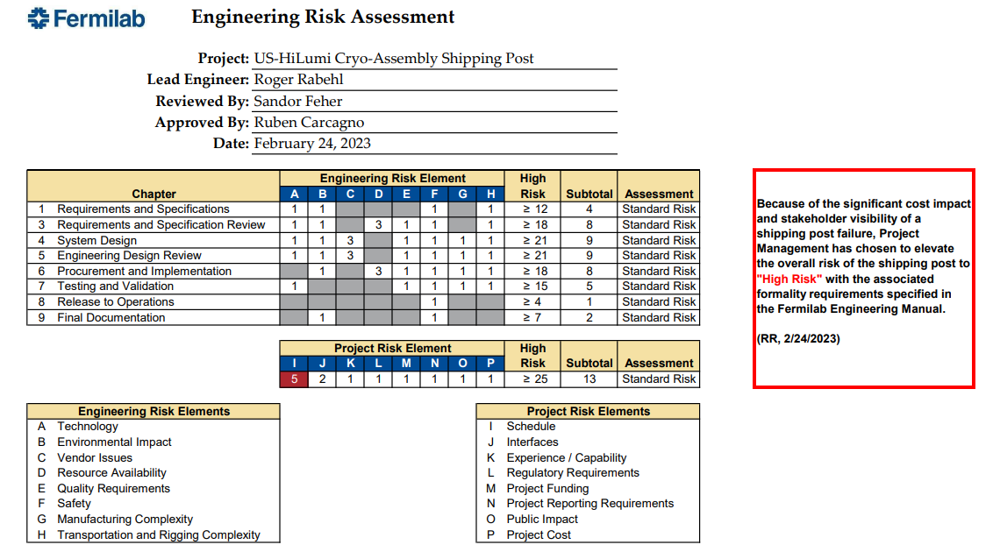 Fermilab Engineering Risk Assessment
Project: US-HiLumi Cryo-Assembly Shipping Post
Lead Engineer: Roger Rabehl
Reviewed By: Sandor Feher
Approved By: Ruben Carcagno
Date: February 24, 2023
Engineering Risk Element High
Chapter A B C D E F G H Risk Subtotal Assessment
1 Requirements and Specifications 1 1 1 1 ≥ 12 4 Standard Risk
3 Requirements and Specification Review 1 1 3 1 1 1 ≥ 18 8 Standard Risk
4 System Design 1 1 3 1 1 1 1 ≥ 21 9 Standard Risk
5 Engineering Design Review 1 1 3 1 1 1 1 ≥ 21 9 Standard Risk
6 Procurement and Implementation 1 3 1 1 1 1 ≥ 18 8 Standard Risk
7 Testing and Validation 1 1 1 1 1 ≥ 15 5 Standard Risk
8 Release to Operations 1 ≥ 4 1 Standard Risk
9 Final Documentation 1 1 ≥ 7 2 Standard Risk
Project Risk Element High
I J K L M N O P Risk Subtotal Assessment
5 2 1 1 1 1 1 1 ≥ 25 13 Standard Risk
Engineering Risk Elements
A Technology
B Environmental Impact
C Vendor Issues
D Resource Availability
E Quality Requirements
F Safety
G Manufacturing Complexity
H Transportation and Rigging Complexity
Project Risk Elements
I Schedule
J Interfaces
K Experience / Capability
L Regulatory Requirements
M Project Funding
N Project Reporting Requirements
O Public Impact
P Project Cost
Because of the significant cost impact
and stakeholder visibility of a
shipping post failure, Project
Management has chosen to elevate
the overall risk of the shipping post to
"High Risk" with the associated
formality requirements specified in
the Fermilab Engineering Manual.
(RR, 2/24/2023)